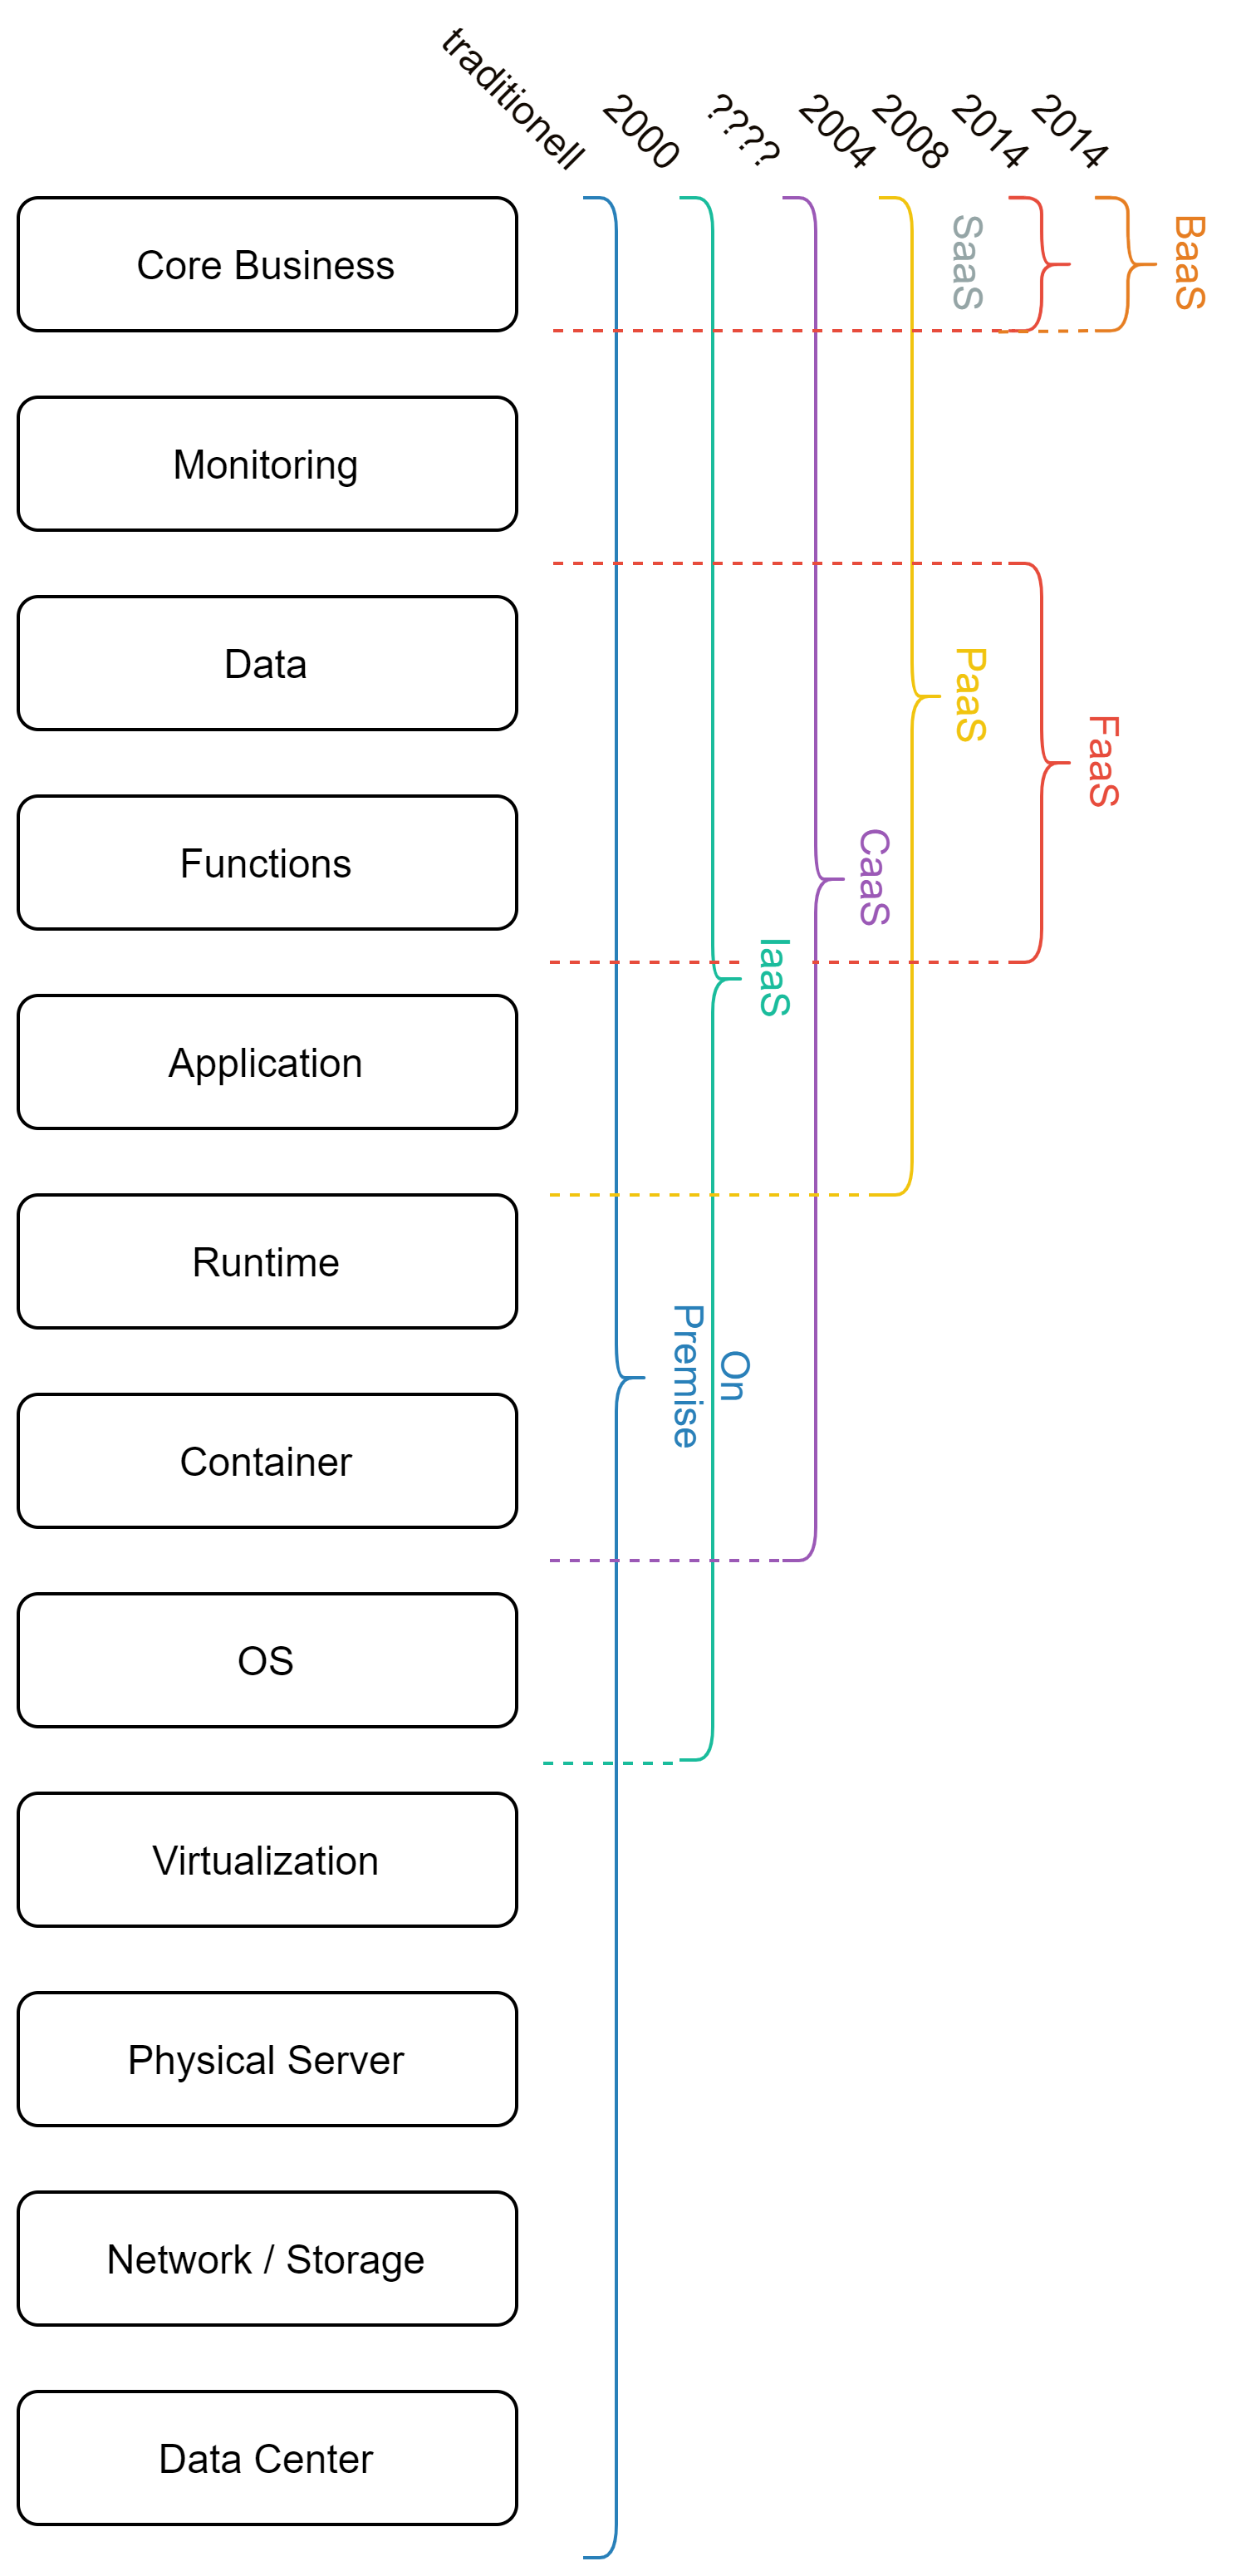 traditionell
2000
????
2004
2008
2014
2014
Core Business
SaaS
BaaS
Monitoring
Data
PaaS
FaaS
Functions
CaaS
IaaS
Application
Runtime
On
Premise
Container
OS
Virtualization
Physical Server
Network / Storage
Data Center